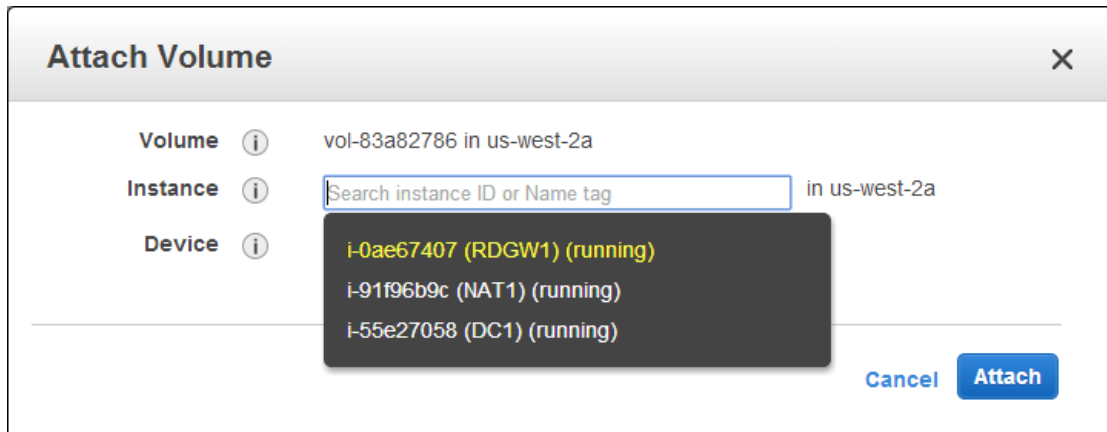 Attach Volume
Volume vol-83a82786 in us-west-2a
Instance Search instance ID or Name tag in us-west-2a
Device
i-0ae67407 (RDGW1) (running)
i-91f96b9c (NAT1) (running)
i-55e27058 (DC1) (running)
Cancel Attach